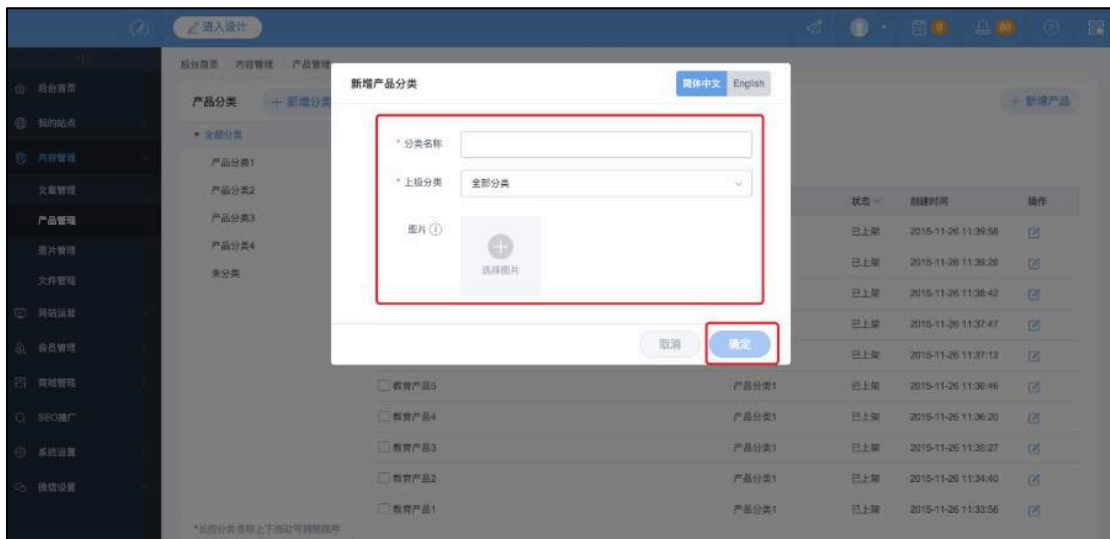 进入设计
后台首页 内容管理 产品管理
后台首页
我的站点
内容管理
文章管理
产品管理
图片管理
文件管理
网站运营
会员管理
商城管理
SEO推广
系统设置
微信设置
产品分类 + 新增分类
全部分类
产品分类1
产品分类2
产品分类3
产品分类4
未分类
*长按分类名称上下拖动可调整顺序
新增产品分类 简体中文 English
* 分类名称
* 上级分类 全部分类
图片
选择图片
取消 确定
+ 新增产品
状态 创建时间 操作
已上架 2015-11-26 11:39:58
已上架 2015-11-26 11:39:26
已上架 2015-11-26 11:38:42
已上架 2015-11-26 11:37:47
已上架 2015-11-26 11:37:13
教育产品5 产品分类1 已上架 2015-11-26 11:36:46
教育产品4 产品分类1 已上架 2015-11-26 11:36:20
教育产品3 产品分类1 已上架 2015-11-26 11:35:27
教育产品2 产品分类1 已上架 2015-11-26 11:34:40
教育产品1 产品分类1 已上架 2015-11-26 11:33:56